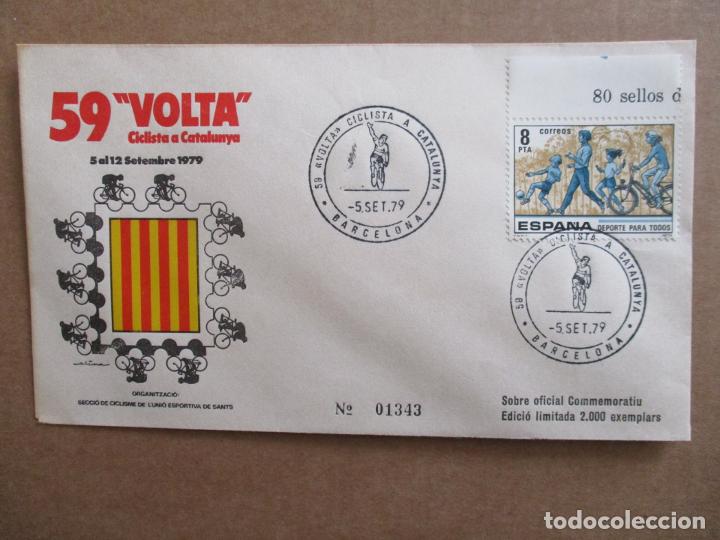 59 "VOLTA"
Ciclista a Catalunya
5 al 12 Setembre 1979
ORGANITZACIÓ:
SECCIÓ DE CICLISME DE L'UNIÓ ESPORTIVA DE SANTS
59 «VOLTA» CICLISTA A CATALUNYA
-5.SET.79
* BARCELONA *
80 sellos d
8 correos
PTA
ESPAÑA DEPORTE PARA TODOS
59 «VOLTA» CICLISTA A CATALUNYA
-5.SET.79
* BARCELONA *
Nº 01343
Sobre oficial Commemoratiu
Edició limitada 2.000 exemplars
todocoleccion
todocoleccion.net